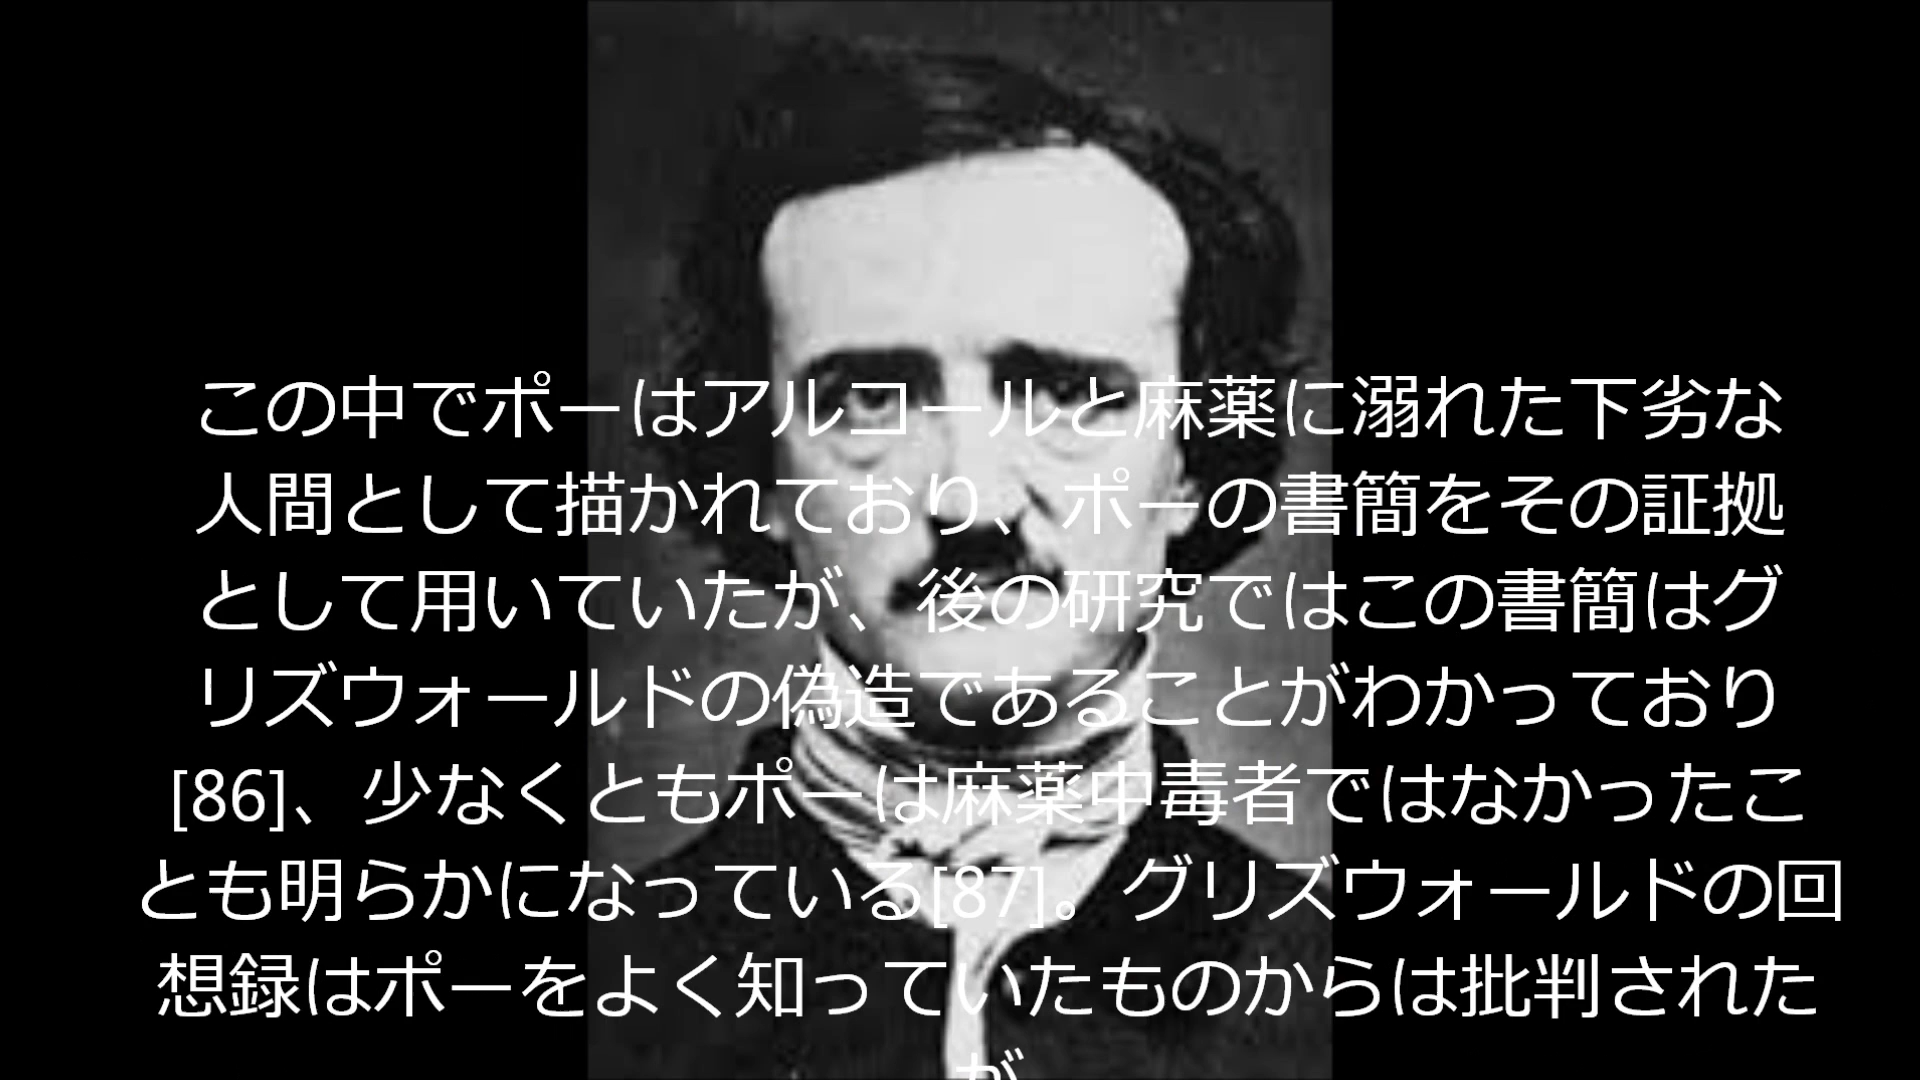 この中でポーはアルコールと麻薬に溺れた下劣な
人間として描かれており、ポーの書簡をその証拠
として用いていたが、後の研究ではこの書簡はグ
リズウォールドの偽造であることがわかっており
[86]、少なくともポーは麻薬中毒者ではなかったこ
とも明らかになっている[87]。グリズウォールドの回
想録はポーをよく知っていたものからは批判された
が